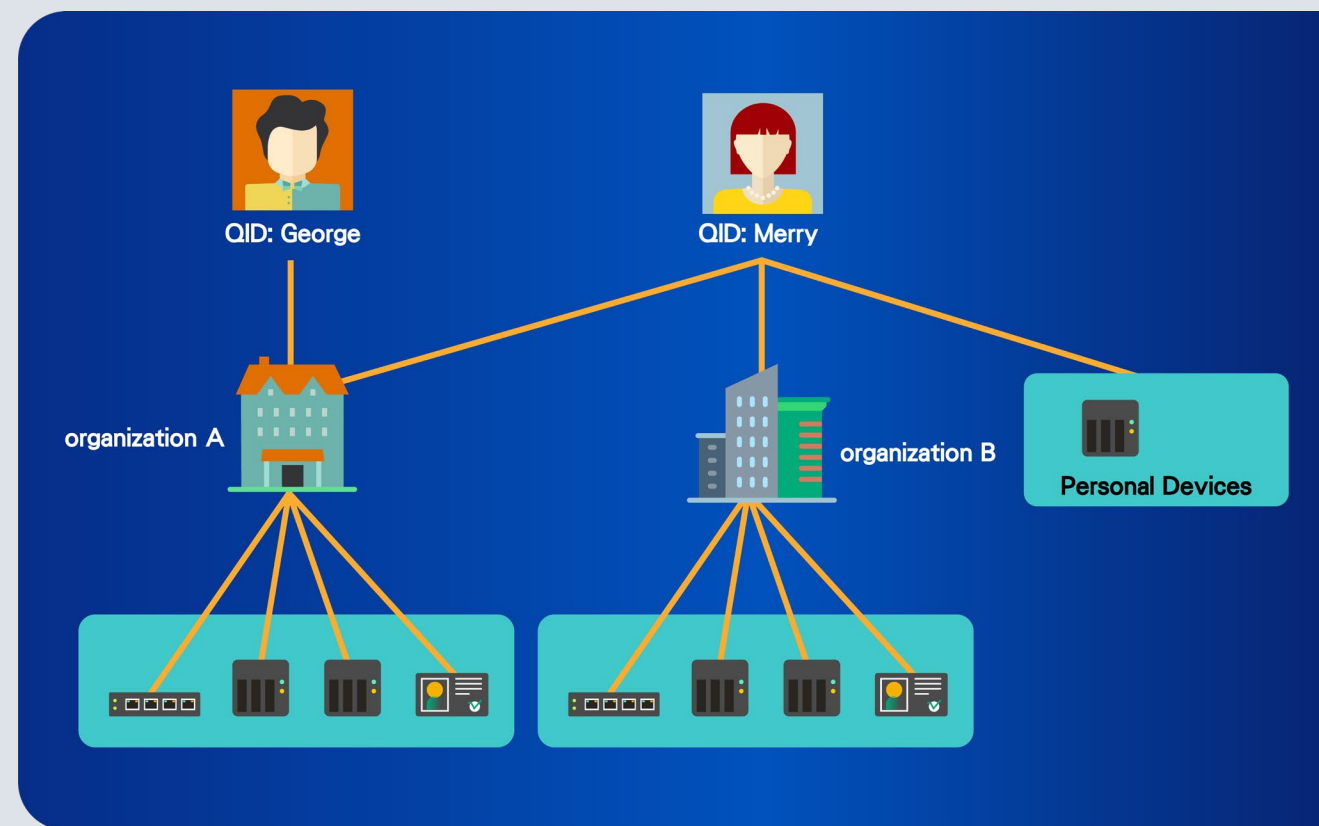 QID: George
QID: Merry
organization A
organization B
Personal Devices